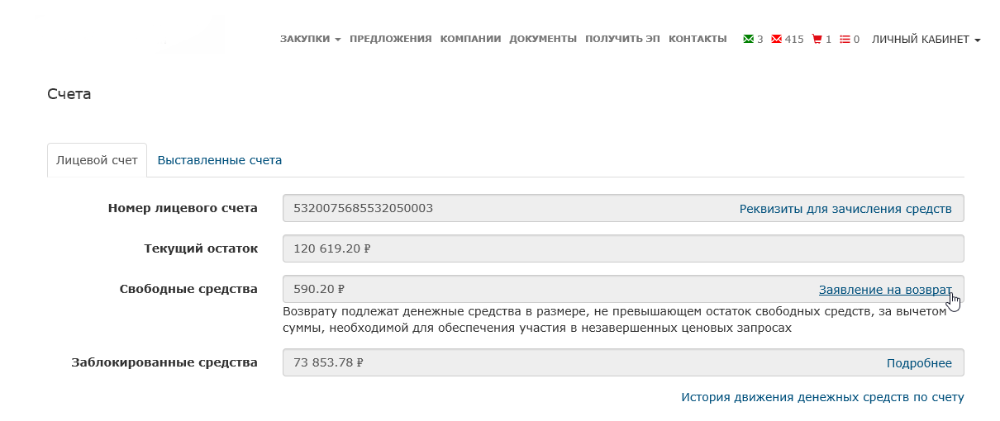 ЗАКУПКИ ПРЕДЛОЖЕНИЯ КОМПАНИИ ДОКУМЕНТЫ ПОЛУЧИТЬ ЭП КОНТАКТЫ 3 415 1 0 ЛИЧНЫЙ КАБИНЕТ
Счета
Лицевой счет Выставленные счета
Номер лицевого счета 5320075685532050003 Реквизиты для зачисления средств
Текущий остаток 120 619.20 ₽
Свободные средства 590.20 ₽ Заявление на возврат
Возврату подлежат денежные средства в размере, не превышающем остаток свободных средств, за вычетом
суммы, необходимой для обеспечения участия в незавершенных ценовых запросах
Заблокированные средства 73 853.78 ₽ Подробнее
История движения денежных средств по счету